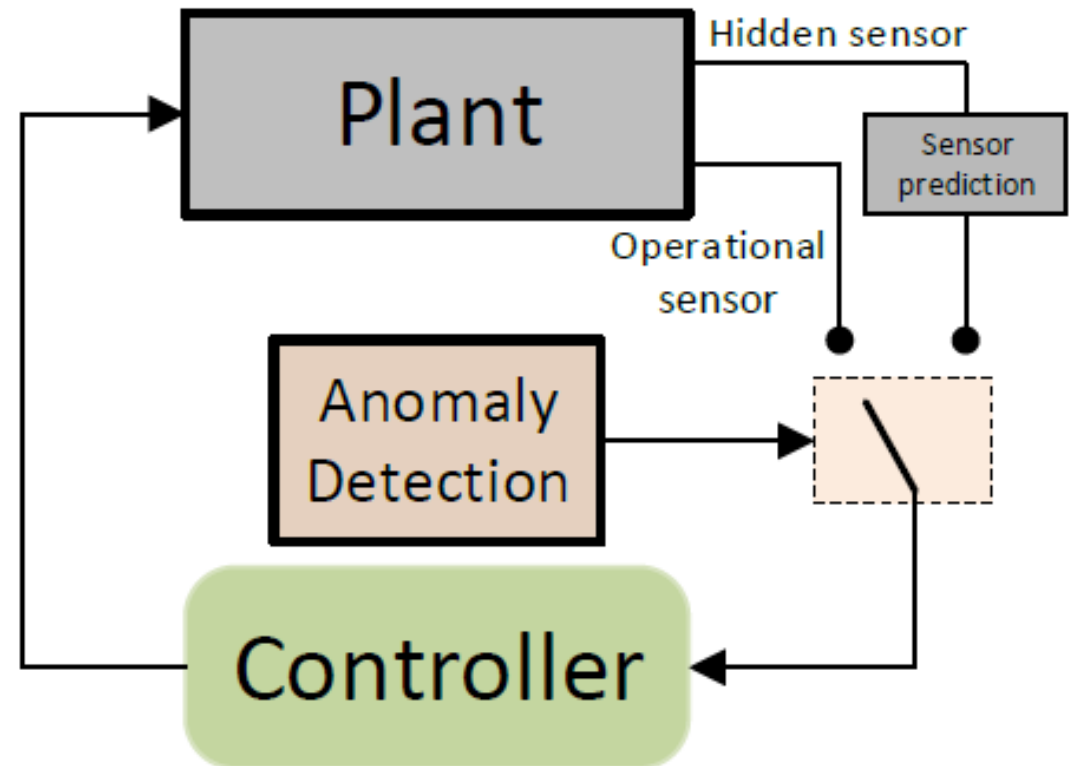 Hidden sensor
Plant
Sensor
prediction
Operational
sensor
Anomaly
Detection
Controller